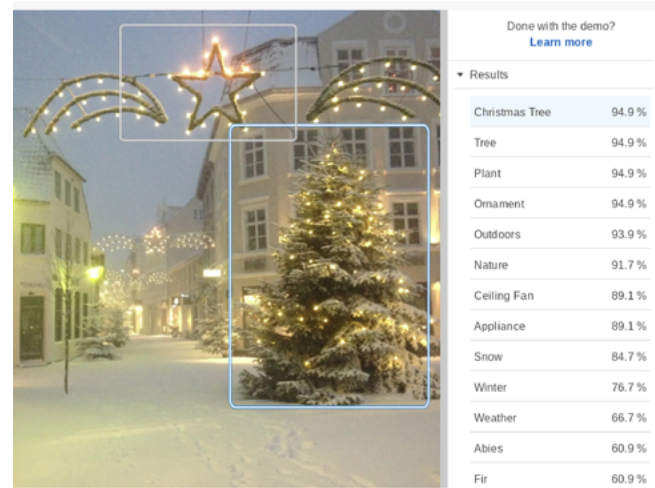 Done with the demo?
Learn more
Results
Christmas Tree 94.9 %
Tree 94.9 %
Plant 94.9 %
Ornament 94.9 %
Outdoors 93.9 %
Nature 91.7 %
Ceiling Fan 89.1 %
Appliance 89.1 %
Snow 84.7 %
Winter 76.7 %
Weather 66.7 %
Abies 60.9 %
Fir 60.9 %